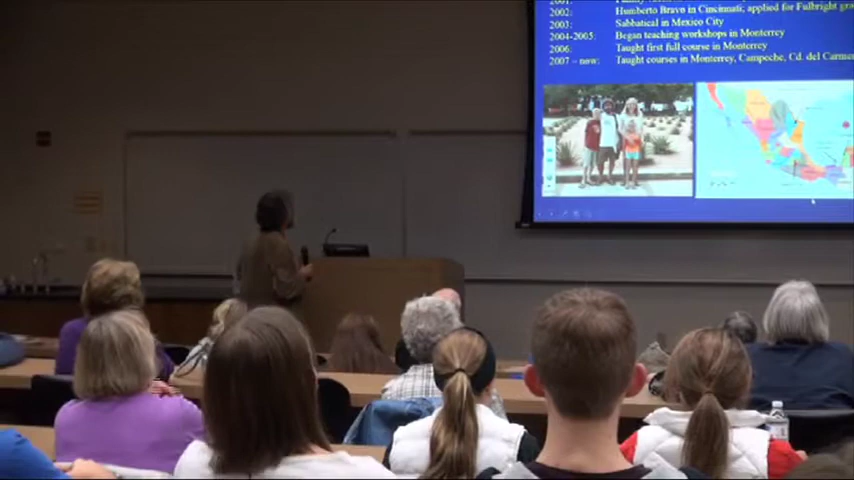 2001:
2002: Humberto Bravo in Cincinnati; applied for Fulbright
2003: Sabbatical in Mexico City
2004-2005: Began teaching workshops in Monterrey
2006: Taught first full course in Monterrey
2007 – now: Taught courses in Monterrey, Campeche, Cd. del Carmen